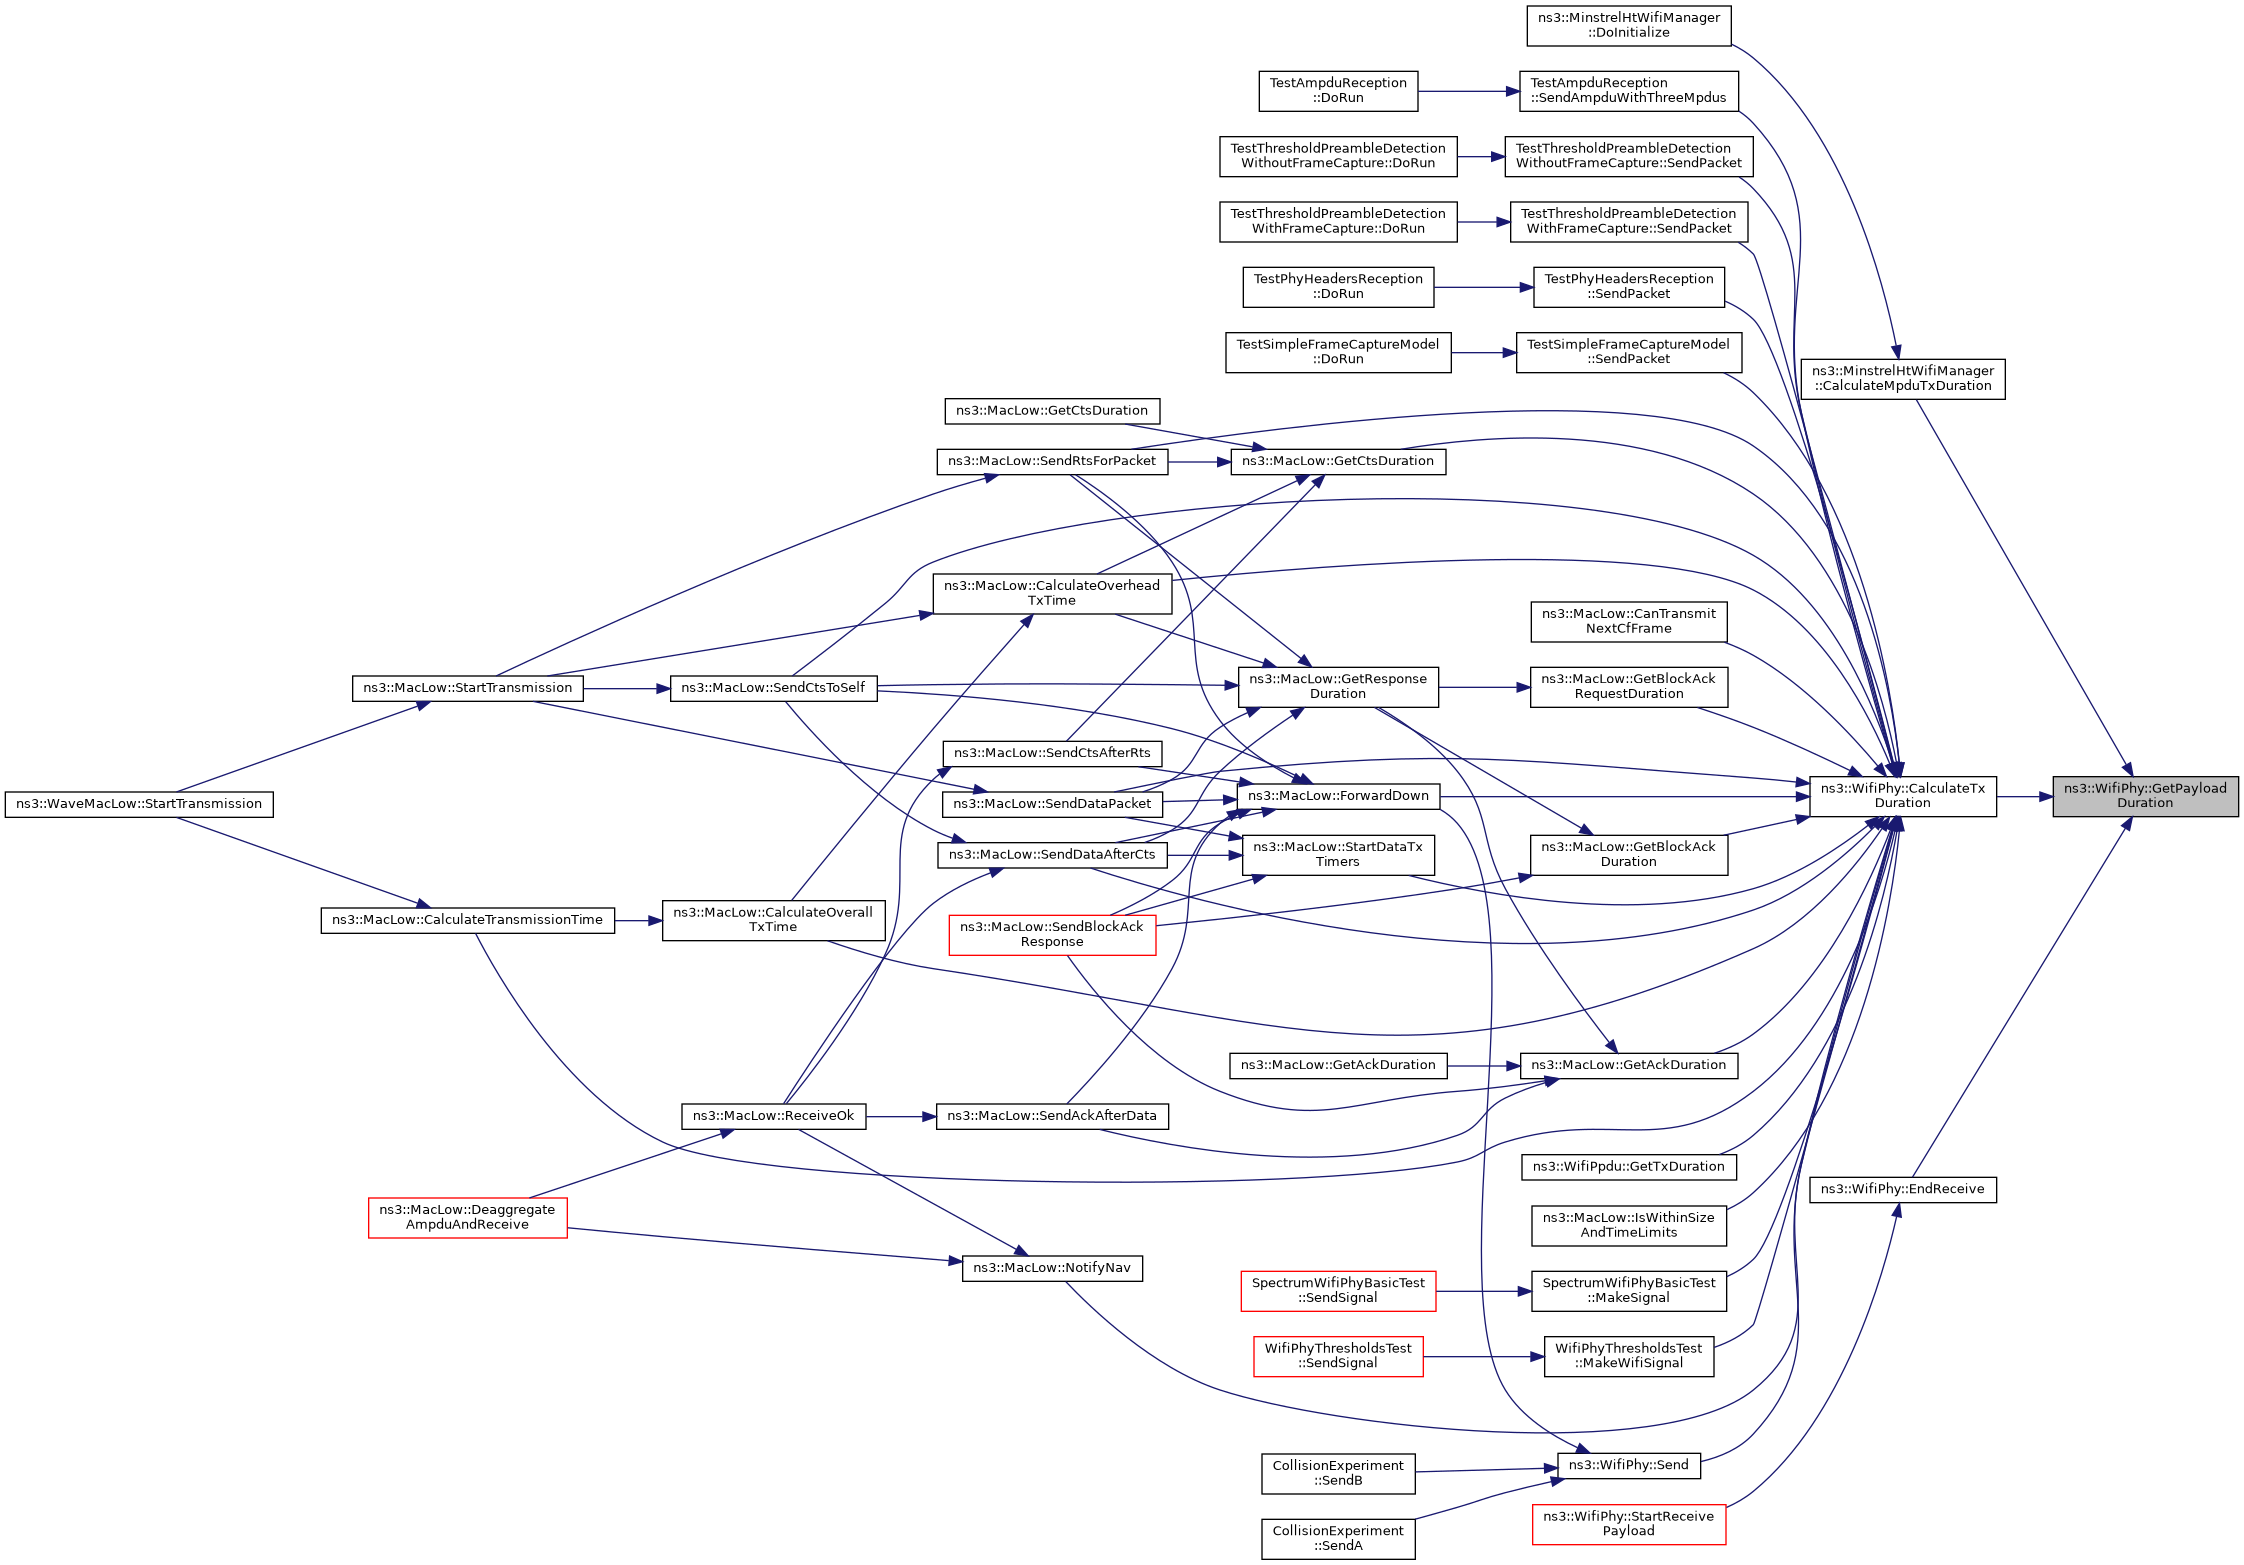 ns3::MinstrelHtWifiManager
::DoInitialize
TestAmpduReception
::DoRun
TestAmpduReception
::SendAmpduWithThreeMpdus
TestThresholdPreambleDetection
WithoutFrameCapture::DoRun
TestThresholdPreambleDetection
WithoutFrameCapture::SendPacket
TestThresholdPreambleDetection
WithFrameCapture::DoRun
TestThresholdPreambleDetection
WithFrameCapture::SendPacket
TestPhyHeadersReception
::DoRun
TestPhyHeadersReception
::SendPacket
TestSimpleFrameCaptureModel
::DoRun
TestSimpleFrameCaptureModel
::SendPacket
ns3::MinstrelHtWifiManager
::CalculateMpduTxDuration
ns3::MacLow::GetCtsDuration
ns3::MacLow::SendRtsForPacket
ns3::MacLow::GetCtsDuration
ns3::MacLow::CalculateOverhead
TxTime
ns3::MacLow::CanTransmit
NextCfFrame
ns3::MacLow::StartTransmission
ns3::MacLow::SendCtsToSelf
ns3::MacLow::GetResponse
Duration
ns3::MacLow::GetBlockAck
RequestDuration
ns3::MacLow::SendCtsAfterRts
ns3::WaveMacLow::StartTransmission
ns3::MacLow::SendDataPacket
ns3::MacLow::ForwardDown
ns3::WifiPhy::CalculateTx
Duration
ns3::WifiPhy::GetPayload
Duration
ns3::MacLow::SendDataAfterCts
ns3::MacLow::StartDataTx
Timers
ns3::MacLow::GetBlockAck
Duration
ns3::MacLow::CalculateTransmissionTime
ns3::MacLow::CalculateOverall
TxTime
ns3::MacLow::SendBlockAck
Response
ns3::MacLow::GetAckDuration
ns3::MacLow::GetAckDuration
ns3::MacLow::ReceiveOk
ns3::MacLow::SendAckAfterData
ns3::WifiPpdu::GetTxDuration
ns3::WifiPhy::EndReceive
ns3::MacLow::Deaggregate
AmpduAndReceive
ns3::MacLow::IsWithinSize
AndTimeLimits
ns3::MacLow::NotifyNav
SpectrumWifiPhyBasicTest
::SendSignal
SpectrumWifiPhyBasicTest
::MakeSignal
WifiPhyThresholdsTest
::SendSignal
WifiPhyThresholdsTest
::MakeWifiSignal
CollisionExperiment
::SendB
ns3::WifiPhy::Send
CollisionExperiment
::SendA
ns3::WifiPhy::StartReceive
Payload